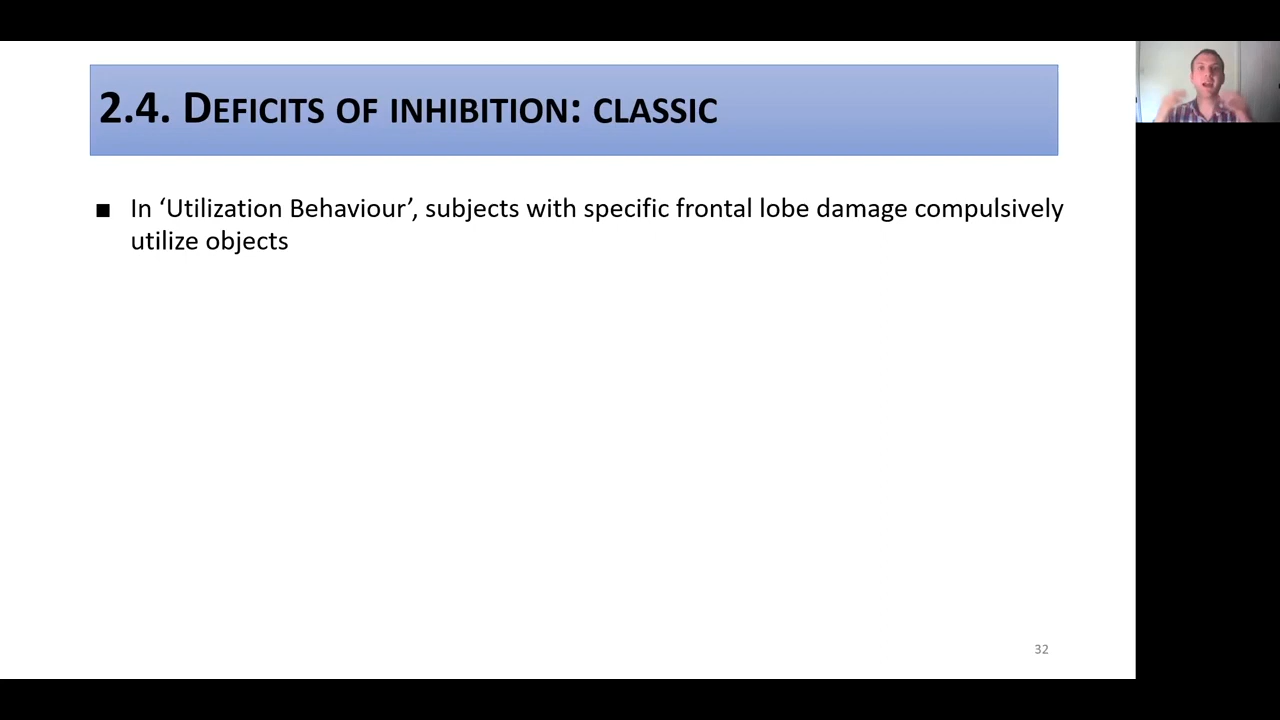 2.4. DEFICITS OF INHIBITION: CLASSIC
■ In ‘Utilization Behaviour’, subjects with specific frontal lobe damage compulsively
utilize objects
32